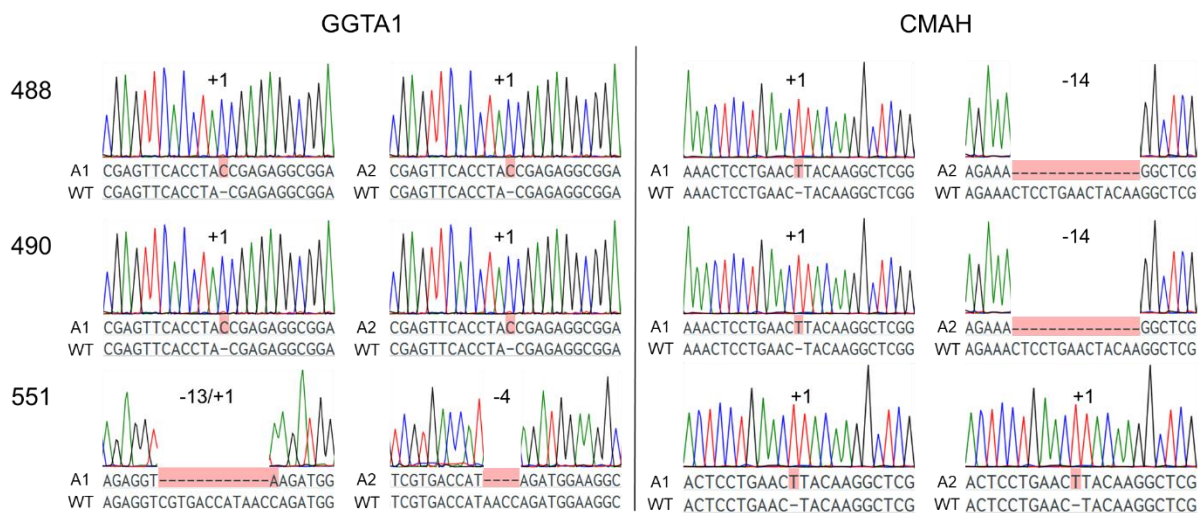 GGTA1 CMAH
488
+1 +1 +1 -14
A1 CGAGTTCACCTACCGAGAGGCGGA A2 CGAGTTCACCTACCGAGAGGCGGA A1 AAACTCCTGAACTTACAAGGCTCGG A2 AGAAA--------------GGCTCG
WT CGAGTTCACCTA-CGAGAGGCGGA WT CGAGTTCACCTA-CGAGAGGCGGA WT AAACTCCTGAAC-TACAAGGCTCGG WT AGAAACTCCTGAACTACAAGGCTCG
490
+1 +1 +1 -14
A1 CGAGTTCACCTACCGAGAGGCGGA A2 CGAGTTCACCTACCGAGAGGCGGA A1 AAACTCCTGAACTTACAAGGCTCGG A2 AGAAA--------------GGCTCG
WT CGAGTTCACCTA-CGAGAGGCGGA WT CGAGTTCACCTA-CGAGAGGCGGA WT AAACTCCTGAAC-TACAAGGCTCGG WT AGAAACTCCTGAACTACAAGGCTCG
551
-13/+1 -4 +1 +1
A1 AGAGGT------------AAGATGG A2 TCGTGACCAT----AGATGGAAGGC A1 ACTCCTGAACTTACAAGGCTCG A2 ACTCCTGAACTTACAAGGCTCG
WT AGAGGTCGTGACCATAACCAGATGG WT TCGTGACCATAACCAGATGGAAGGC WT ACTCCTGAAC-TACAAGGCTCG WT ACTCCTGAAC-TACAAGGCTCG